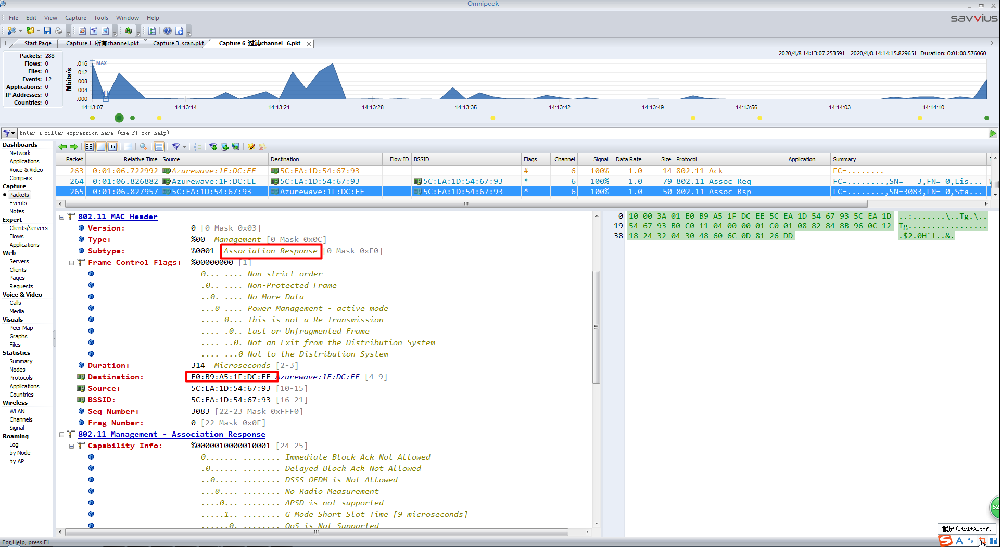 Omnipeek
File Edit View Capture Tools Window Help
savvius
Start Page Capture 1_所有channel.pkt Capture 3_scan.pkt Capture 6_过滤channel=6.pkt
Packets: 288
Flows: 0
Files: 0
Events: 12
Applications: 0
IP Addresses: 0
Countries: 0
2020/4/8 14:13:07.253591 - 2020/4/8 14:14:15.829651 Duration: 0:01:08.576060
Mbits/s
.016
.012
.008
.004
.000
MAX
MIN
14:13:07 14:13:14 14:13:21 14:13:28 14:13:35 14:13:42 14:13:49 14:13:56 14:14:03 14:14:10
Enter a filter expression here (use F1 for help)
Dashboards
Network
Applications
Voice & Video
Compass
Capture
Packets
Events
Notes
Expert
Clients/Servers
Flows
Applications
Web
Servers
Clients
Pages
Requests
Voice & Video
Calls
Media
Visuals
Peer Map
Graphs
Files
Statistics
Summary
Nodes
Protocols
Applications
Countries
Wireless
WLAN
Channels
Signal
Roaming
Log
by Node
by AP
Packet Relative Time Source Destination Flow ID BSSID Flags Channel Signal Data Rate Size Protocol Application Summary
263 0:01:06.722992 Azurewave:1F:DC:EE 5C:EA:1D:54:67:93 # 6 100% 1.0 14 802.11 Ack FC=........
264 0:01:06.826882 Azurewave:1F:DC:EE 5C:EA:1D:54:67:93 5C:EA:1D:54:67:93 * 6 100% 1.0 79 802.11 Assoc Req FC=........,SN= 3,FN= 0,Lis...
265 0:01:06.827957 5C:EA:1D:54:67:93 Azurewave:1F:DC:EE 5C:EA:1D:54:67:93 * 6 100% 1.0 50 802.11 Assoc Rsp FC=........,SN=3083,FN= 0,Sta...
802.11 MAC Header
Version: 0 [0 Mask 0x03]
Type: %00 Management [0 Mask 0x0C]
Subtype: %0001 Association Response [0 Mask 0xF0]
Frame Control Flags: %00000000 [1]
0... .... Non-strict order
.0.. .... Non-Protected Frame
..0. .... No More Data
...0 .... Power Management - active mode
.... 0... This is not a Re-Transmission
.... .0.. Last or Unfragmented Frame
.... ..0. Not an Exit from the Distribution System
.... ...0 Not to the Distribution System
Duration: 314 Microseconds [2-3]
Destination: E0:B9:A5:1F:DC:EE Azurewave:1F:DC:EE [4-9]
Source: 5C:EA:1D:54:67:93 [10-15]
BSSID: 5C:EA:1D:54:67:93 [16-21]
Seq Number: 3083 [22-23 Mask 0xFFF0]
Frag Number: 0 [22 Mask 0x0F]
802.11 Management - Association Response
Capability Info: %0000010000010001 [24-25]
0....... ........ Immediate Block Ack Not Allowed
.0...... ........ Delayed Block Ack Not Allowed
..0..... ........ DSSS-OFDM is Not Allowed
...0.... ........ No Radio Measurement
....0... ........ APSD is not supported
.....1.. ........ G Mode Short Slot Time [9 microseconds]
......0. ........ QoS is Not Supported
0 10 00 3A 01 E0 B9 A5 1F DC EE 5C EA 1D 54 67 93 5C EA 1D ..:.......\..Tg.\..
19 54 67 93 B0 C0 11 04 00 00 01 C0 01 08 82 84 8B 96 0C 12 Tg.................
38 18 24 32 04 30 48 60 6C 0D 81 26 DD .$2.0H`l..&.
52
截屏(Ctrl+Alt+W)
For Help, press F1